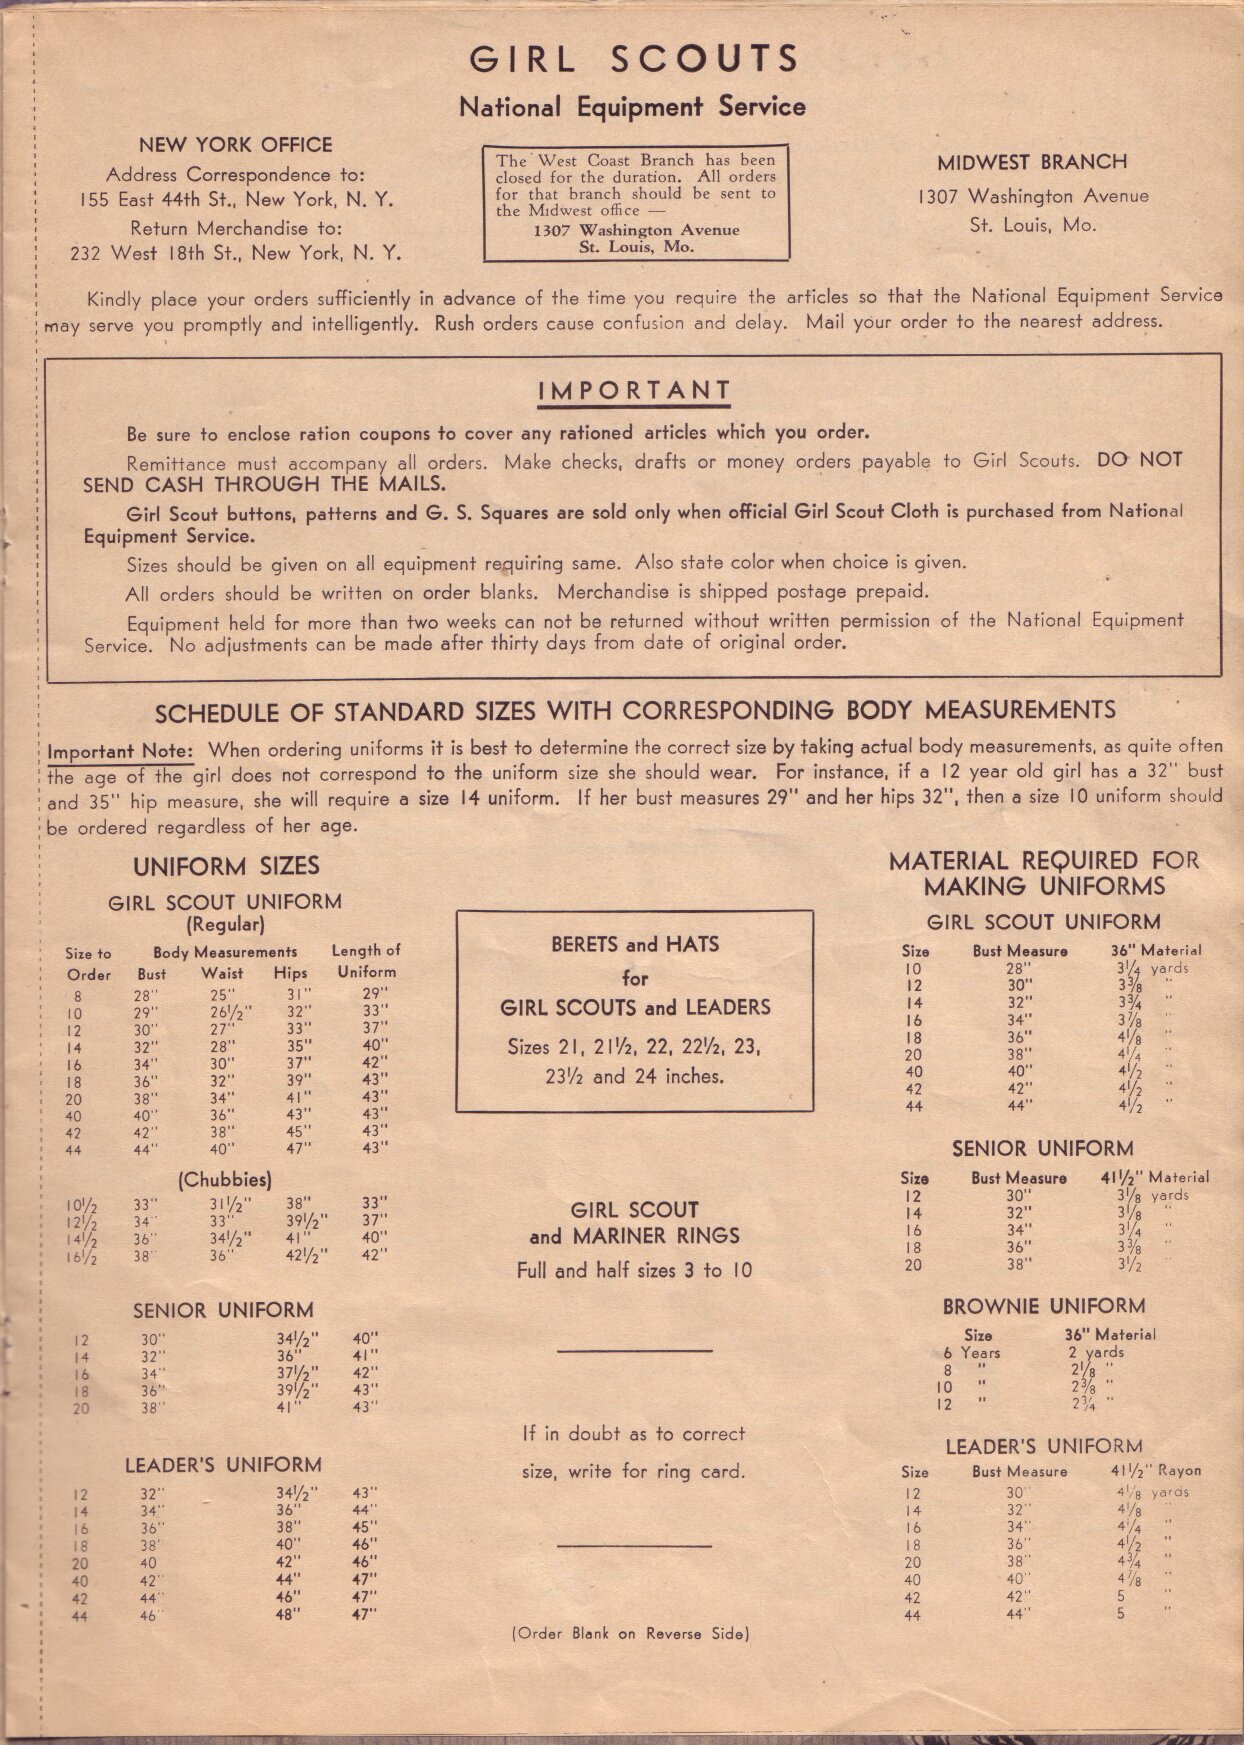 GIRL SCOUTS
National Equipment Service
NEW YORK OFFICE
Address Correspondence to:
155 East 44th St., New York, N. Y.
Return Merchandise to:
232 West 18th St., New York, N. Y.
The West Coast Branch has been
closed for the duration. All orders
for that branch should be sent to
the Midwest office —
1307 Washington Avenue
St. Louis, Mo.
MIDWEST BRANCH
1307 Washington Avenue
St. Louis, Mo.
Kindly place your orders sufficiently in advance of the time you require the articles so that the National Equipment Service
may serve you promptly and intelligently. Rush orders cause confusion and delay. Mail your order to the nearest address.
IMPORTANT
Be sure to enclose ration coupons to cover any rationed articles which you order.
Remittance must accompany all orders. Make checks, drafts or money orders payable to Girl Scouts. DO NOT
SEND CASH THROUGH THE MAILS.
Girl Scout buttons, patterns and G. S. Squares are sold only when official Girl Scout Cloth is purchased from National
Equipment Service.
Sizes should be given on all equipment requiring same. Also state color when choice is given.
All orders should be written on order blanks. Merchandise is shipped postage prepaid.
Equipment held for more than two weeks can not be returned without written permission of the National Equipment
Service. No adjustments can be made after thirty days from date of original order.
SCHEDULE OF STANDARD SIZES WITH CORRESPONDING BODY MEASUREMENTS
Important Note: When ordering uniforms it is best to determine the correct size by taking actual body measurements, as quite often
the age of the girl does not correspond to the uniform size she should wear. For instance, if a 12 year old girl has a 32" bust
and 35" hip measure, she will require a size 14 uniform. If her bust measures 29" and her hips 32", then a size 10 uniform should
be ordered regardless of her age.
UNIFORM SIZES
GIRL SCOUT UNIFORM
(Regular)
Size to Body Measurements Length of
Order Bust Waist Hips Uniform
8 28" 25" 31" 29"
10 29" 26½" 32" 33"
12 30" 27" 33" 37"
14 32" 28" 35" 40"
16 34" 30" 37" 42"
18 36" 32" 39" 43"
20 38" 34" 41" 43"
40 40" 36" 43" 43"
42 42" 38" 45" 43"
44 44" 40" 47" 43"
(Chubbies)
10½ 33" 31½" 38" 33"
12½ 34" 33" 39½" 37"
14½ 36" 34½" 41" 40"
16½ 38" 36" 42½" 42"
SENIOR UNIFORM
12 30" 34½" 40"
14 32" 36" 41"
16 34" 37½" 42"
18 36" 39½" 43"
20 38" 41" 43"
LEADER'S UNIFORM
12 32" 34½" 43"
14 34" 36" 44"
16 36" 38" 45"
18 38' 40" 46"
20 40 42" 46"
40 42" 44" 47"
42 44" 46" 47"
44 46" 48" 47"
BERETS and HATS
for
GIRL SCOUTS and LEADERS
Sizes 21, 21½, 22, 22½, 23,
23½ and 24 inches.
GIRL SCOUT
and MARINER RINGS
Full and half sizes 3 to 10
If in doubt as to correct
size, write for ring card.
(Order Blank on Reverse Side)
MATERIAL REQUIRED FOR
MAKING UNIFORMS
GIRL SCOUT UNIFORM
Size Bust Measure 36" Material
10 28" 3¼ yards
12 30" 3⅜ "
14 32" 3¾ "
16 34" 3⅞ "
18 36" 4⅛ "
20 38" 4¼ "
40 40" 4½ "
42 42" 4½ "
44 44" 4½ "
SENIOR UNIFORM
Size Bust Measure 41½" Material
12 30" 3⅛ yards
14 32" 3⅛ "
16 34" 3¼ "
18 36" 3⅜ "
20 38" 3½ "
BROWNIE UNIFORM
Size 36" Material
6 Years 2 yards
8 " 2⅛ "
10 " 2⅜ "
12 " 2¾ "
LEADER'S UNIFORM
Size Bust Measure 41½" Rayon
12 30" 4⅛ yards
14 32" 4⅛ "
16 34" 4¼ "
18 36" 4½ "
20 38" 4¾ "
40 40" 4⅞ "
42 42" 5 "
44 44" 5 "